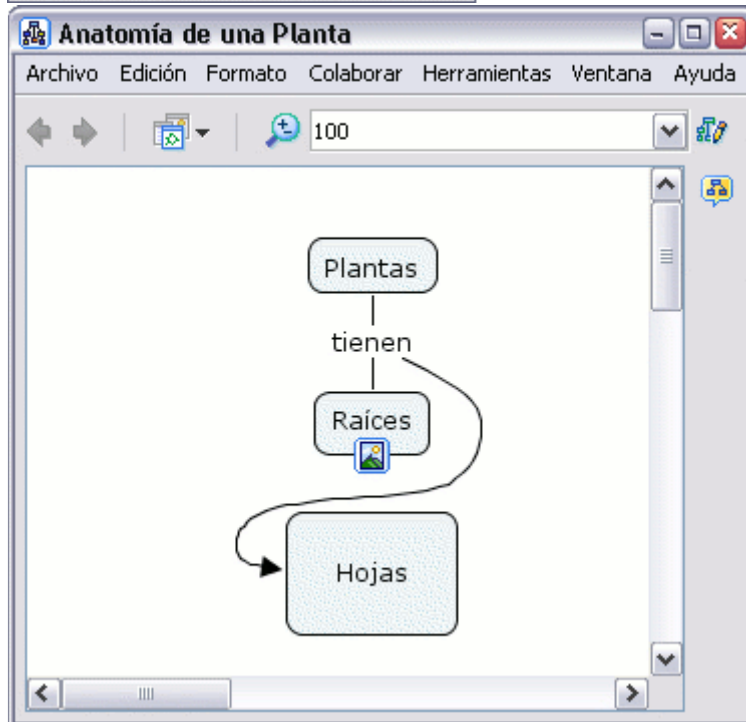 Anatomía de una Planta
Archivo Edición Formato Colaborar Herramientas Ventana Ayuda
100
Plantas
tienen
Raíces
Hojas